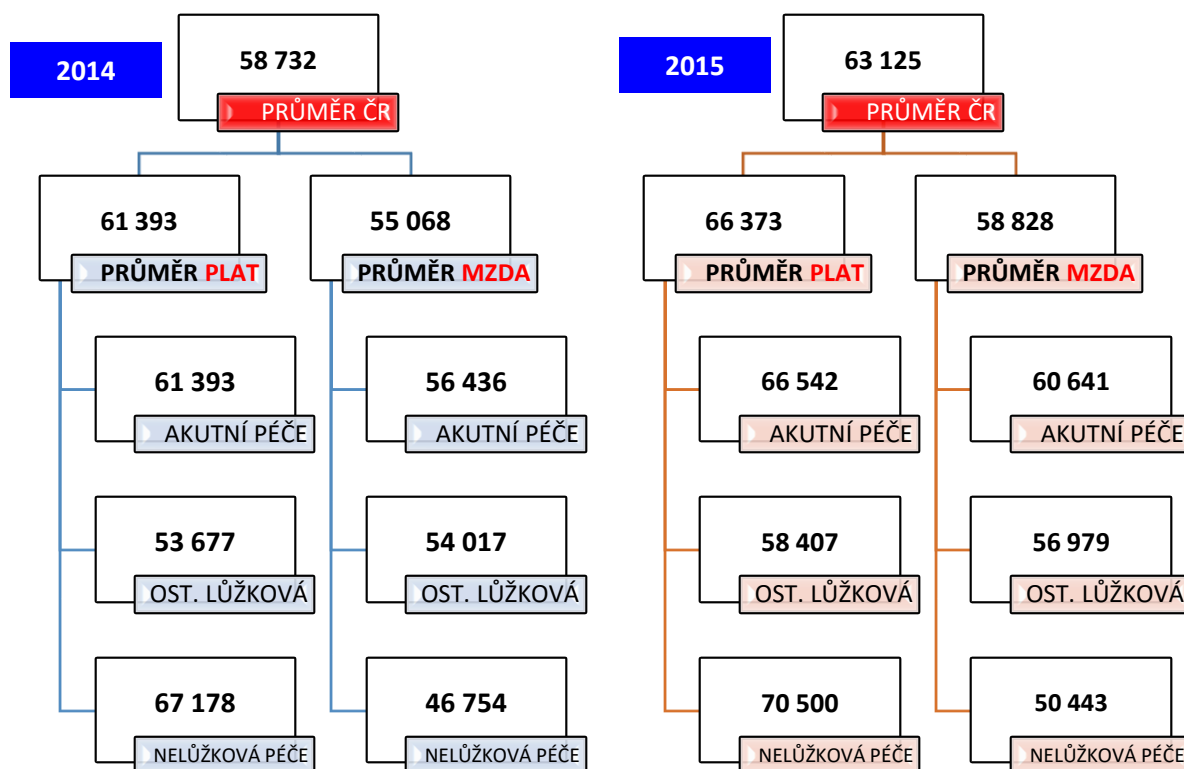 2014
58 732
PRŮMĚR ČR
61 393
PRŮMĚR PLAT
55 068
PRŮMĚR MZDA
61 393
AKUTNÍ PÉČE
56 436
AKUTNÍ PÉČE
53 677
OST. LŮŽKOVÁ
54 017
OST. LŮŽKOVÁ
67 178
NELŮŽKOVÁ PÉČE
46 754
NELŮŽKOVÁ PÉČE
2015
63 125
PRŮMĚR ČR
66 373
PRŮMĚR PLAT
58 828
PRŮMĚR MZDA
66 542
AKUTNÍ PÉČE
60 641
AKUTNÍ PÉČE
58 407
OST. LŮŽKOVÁ
56 979
OST. LŮŽKOVÁ
70 500
NELŮŽKOVÁ PÉČE
50 443
NELŮŽKOVÁ PÉČE